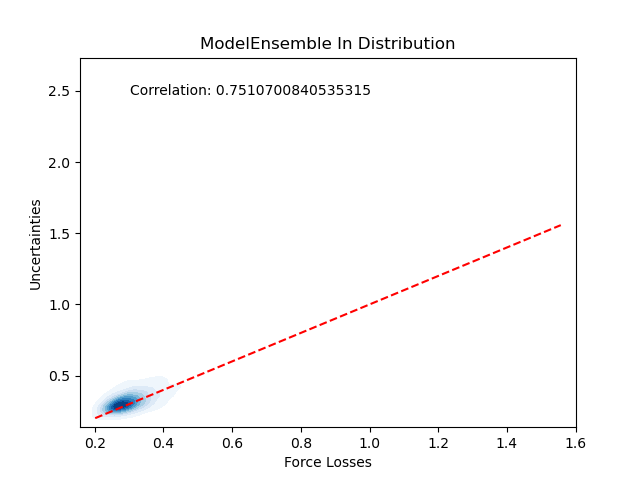 ModelEnsemble In Distribution
Correlation: 0.7510700840535315
2.5
2.0
1.5
1.0
0.5
Uncertainties
0.2 0.4 0.6 0.8 1.0 1.2 1.4 1.6
Force Losses